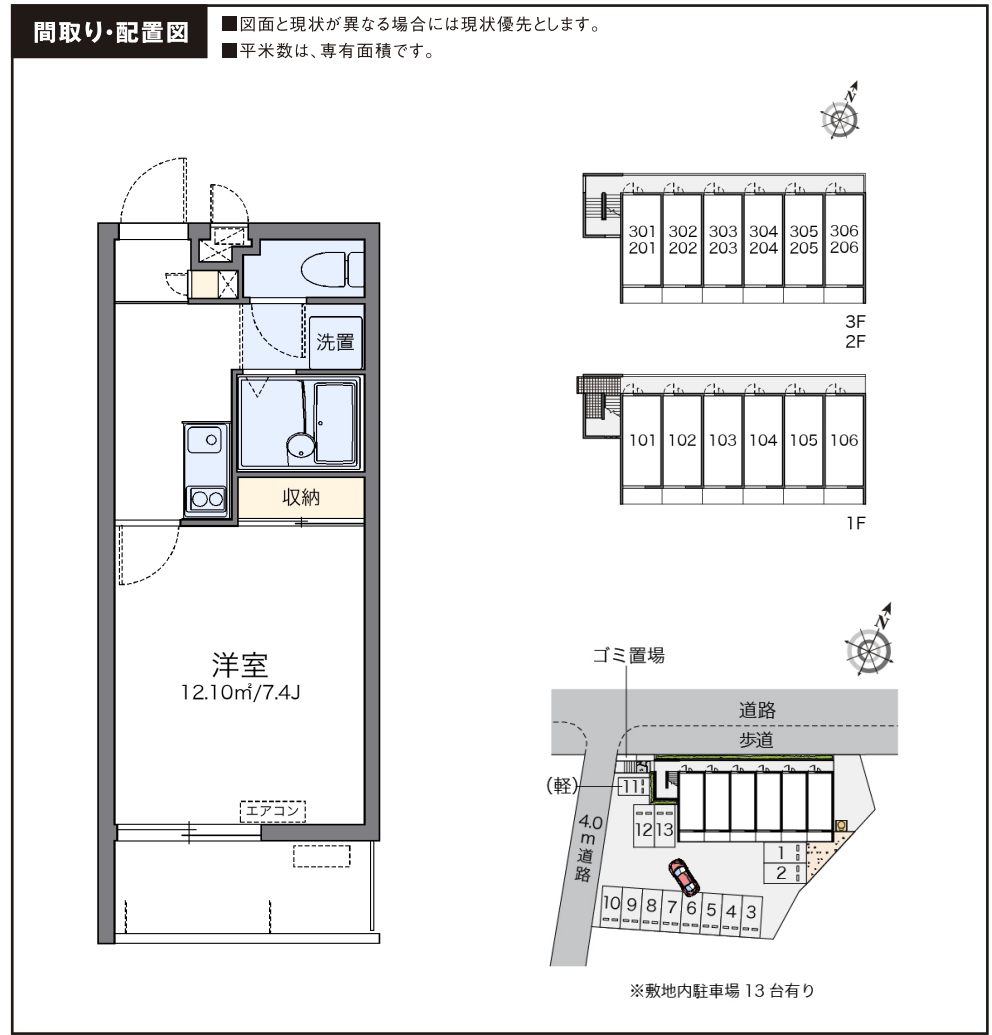 間取り・配置図
■図面と現状が異なる場合には現状優先とします。
■平米数は、専有面積です。
洗置
収納
洋室
12.10㎡/7.4J
エアコン
N
301 302 303 304 305 306
201 202 203 204 205 206
3F
2F
101 102 103 104 105 106
1F
N
ゴミ置場
道路
歩道
(軽)
11
12 13
4.0m道路
1
2
10 9 8 7 6 5 4 3
※敷地内駐車場 13 台有り